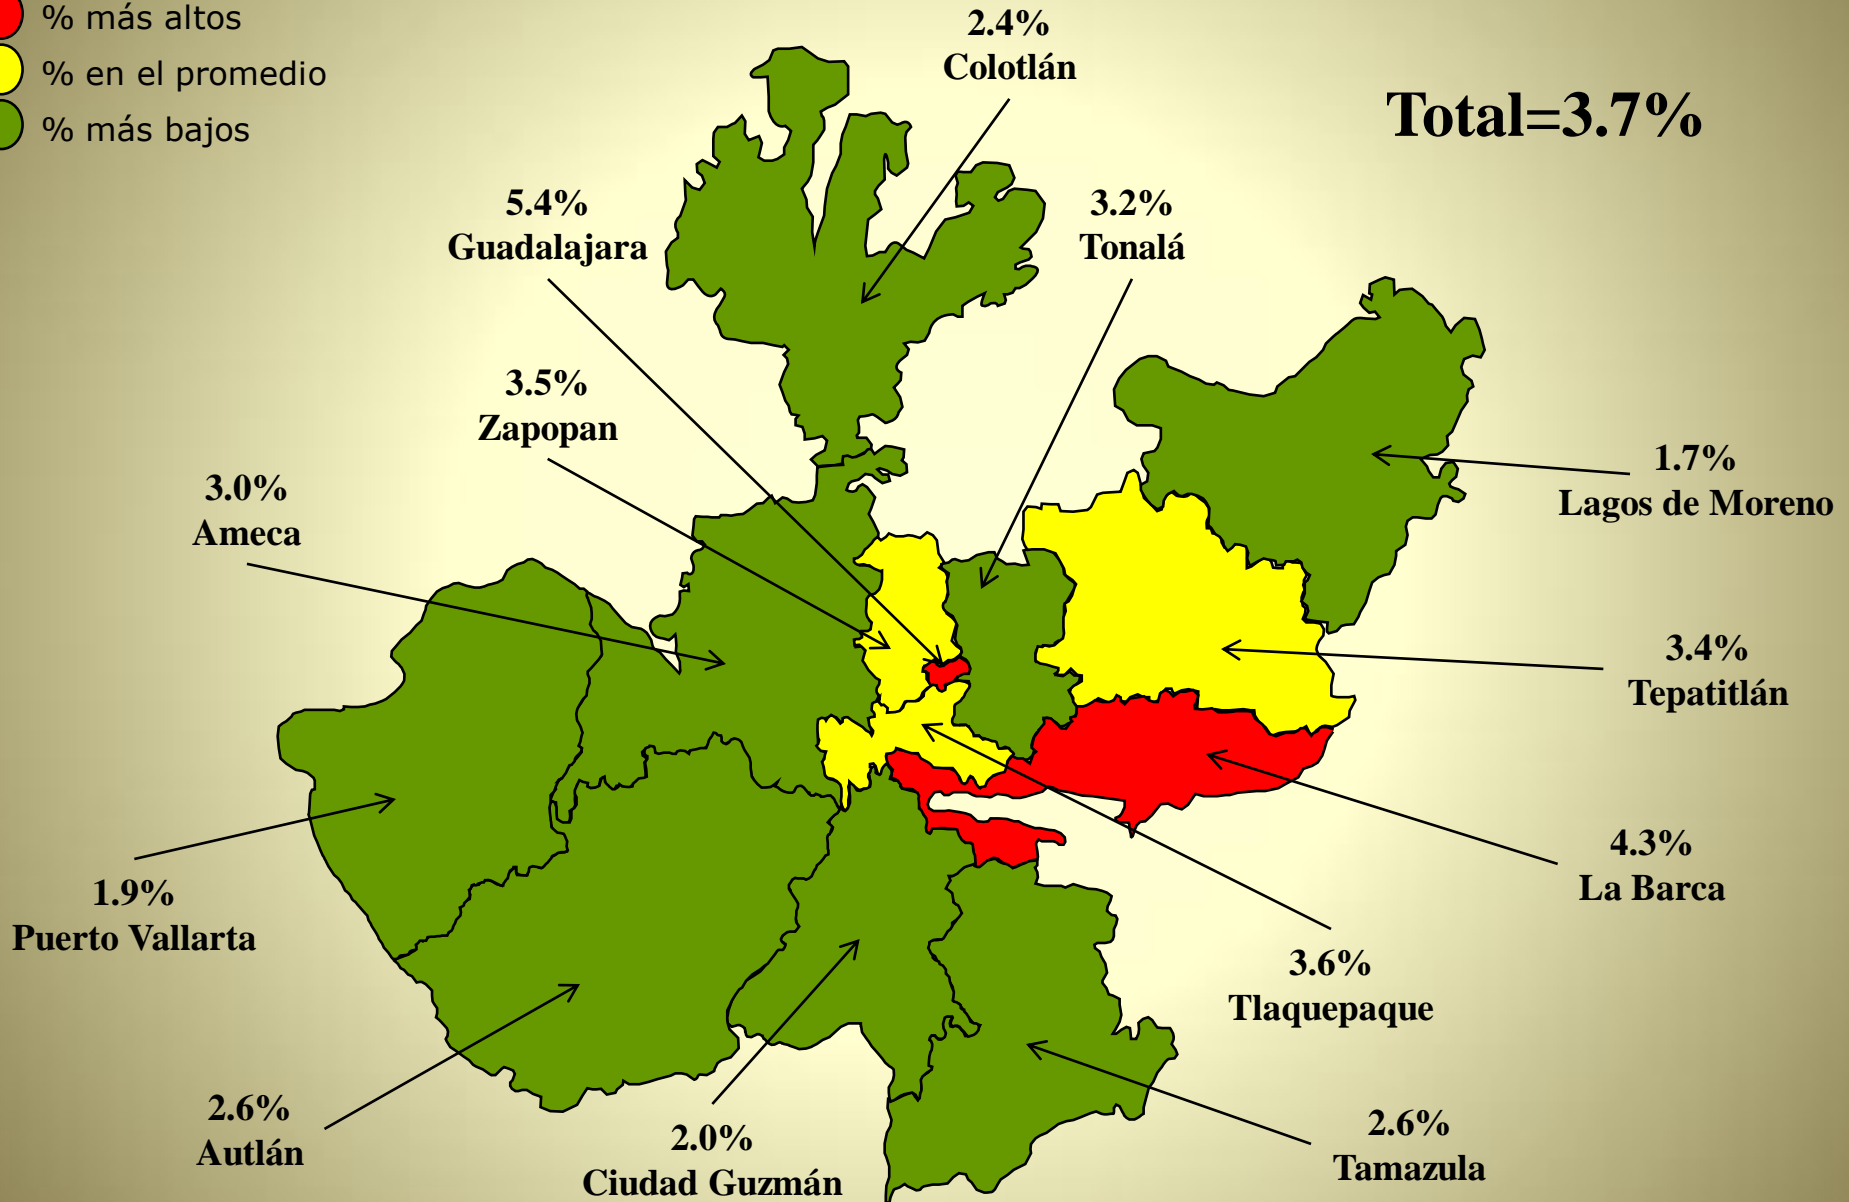 % más altos
% en el promedio
% más bajos
Total=3.7%
2.4%
Colotlán
5.4%
Guadalajara
3.2%
Tonalá
3.5%
Zapopan
3.0%
Ameca
1.7%
Lagos de Moreno
3.4%
Tepatitlán
4.3%
La Barca
1.9%
Puerto Vallarta
3.6%
Tlaquepaque
2.6%
Autlán
2.0%
Ciudad Guzmán
2.6%
Tamazula